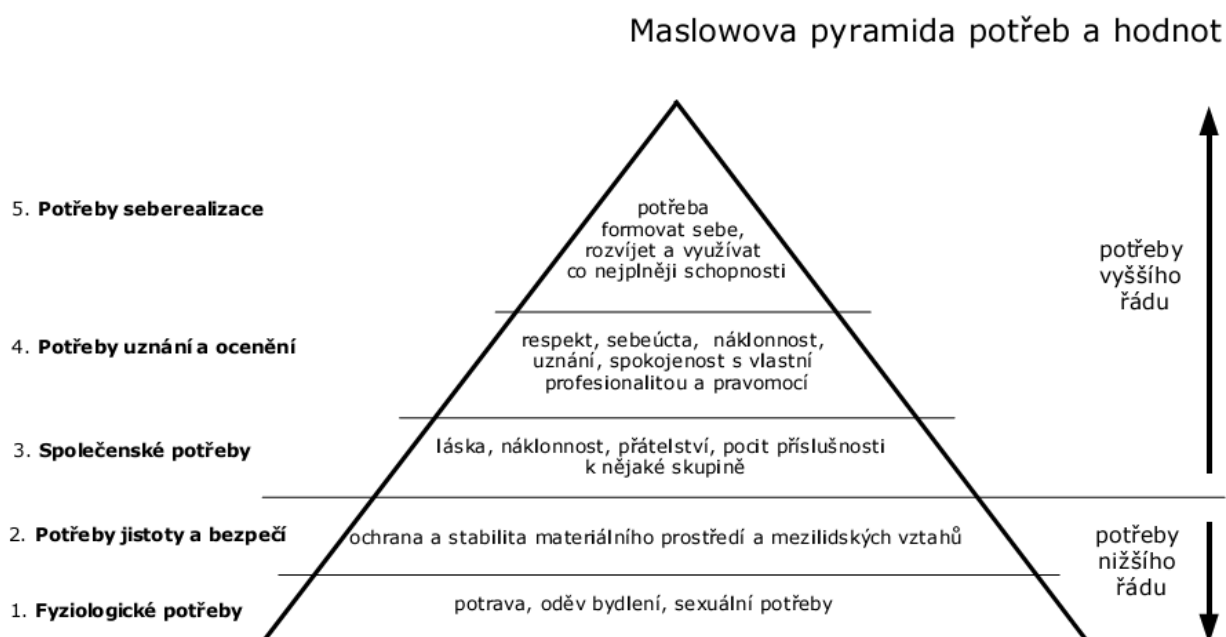 Maslowova pyramida potřeb a hodnot
5. Potřeby seberealizace
potřeba
formovat sebe,
rozvíjet a využívat
co nejplněji schopnosti
potřeby
vyššího
řádu
4. Potřeby uznání a ocenění
respekt, sebeúcta, náklonnost,
uznání, spokojenost s vlastní
profesionalitou a pravomocí
3. Společenské potřeby
láska, náklonnost, přátelství, pocit příslušnosti
k nějaké skupině
2. Potřeby jistoty a bezpečí
ochrana a stabilita materiálního prostředí a mezilidských vztahů
potřeby
nižšího
řádu
1. Fyziologické potřeby
potrava, oděv bydlení, sexuální potřeby